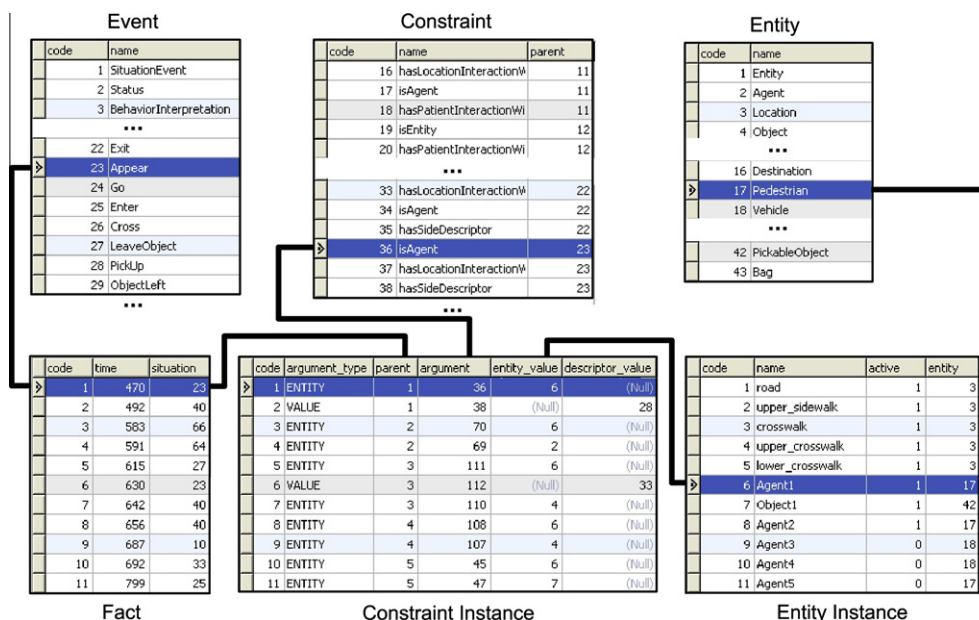 Event
code name
1 SituationEvent
2 Status
3 BehaviorInterpretation
...
22 Exit
23 Appear
24 Go
25 Enter
26 Cross
27 LeaveObject
28 PickUp
29 ObjectLeft
...
Constraint
code name parent
16 hasLocationInteractionW 11
17 isAgent 11
18 hasPatientInteractionWi 11
19 isEntity 12
20 hasPatientInteractionWi 12
...
33 hasLocationInteractionW 22
34 isAgent 22
35 hasSideDescriptor 22
36 isAgent 23
37 hasLocationInteractionW 23
38 hasSideDescriptor 23
...
Entity
code name
1 Entity
2 Agent
3 Location
4 Object
...
16 Destination
17 Pedestrian
18 Vehicle
...
42 PickableObject
43 Bag
code time situation
1 470 23
2 492 40
3 583 66
4 591 64
5 615 27
6 630 23
7 642 40
8 656 40
9 687 10
10 692 33
11 799 25
Fact
code argument_type parent argument entity_value descriptor_value
1 ENTITY 1 36 6 (Null)
2 VALUE 1 38 (Null) 28
3 ENTITY 2 70 6 (Null)
4 ENTITY 2 69 2 (Null)
5 ENTITY 3 111 6 (Null)
6 VALUE 3 112 (Null) 33
7 ENTITY 3 110 4 (Null)
8 ENTITY 4 108 6 (Null)
9 ENTITY 4 107 4 (Null)
10 ENTITY 5 45 6 (Null)
11 ENTITY 5 47 7 (Null)
Constraint Instance
code name active entity
1 road 1 3
2 upper_sidewalk 1 3
3 crosswalk 1 3
4 upper_crosswalk 1 3
5 lower_crosswalk 1 3
6 Agent1 1 17
7 Object1 1 42
8 Agent2 1 17
9 Agent3 0 18
10 Agent4 0 18
11 Agent5 0 17
Entity Instance